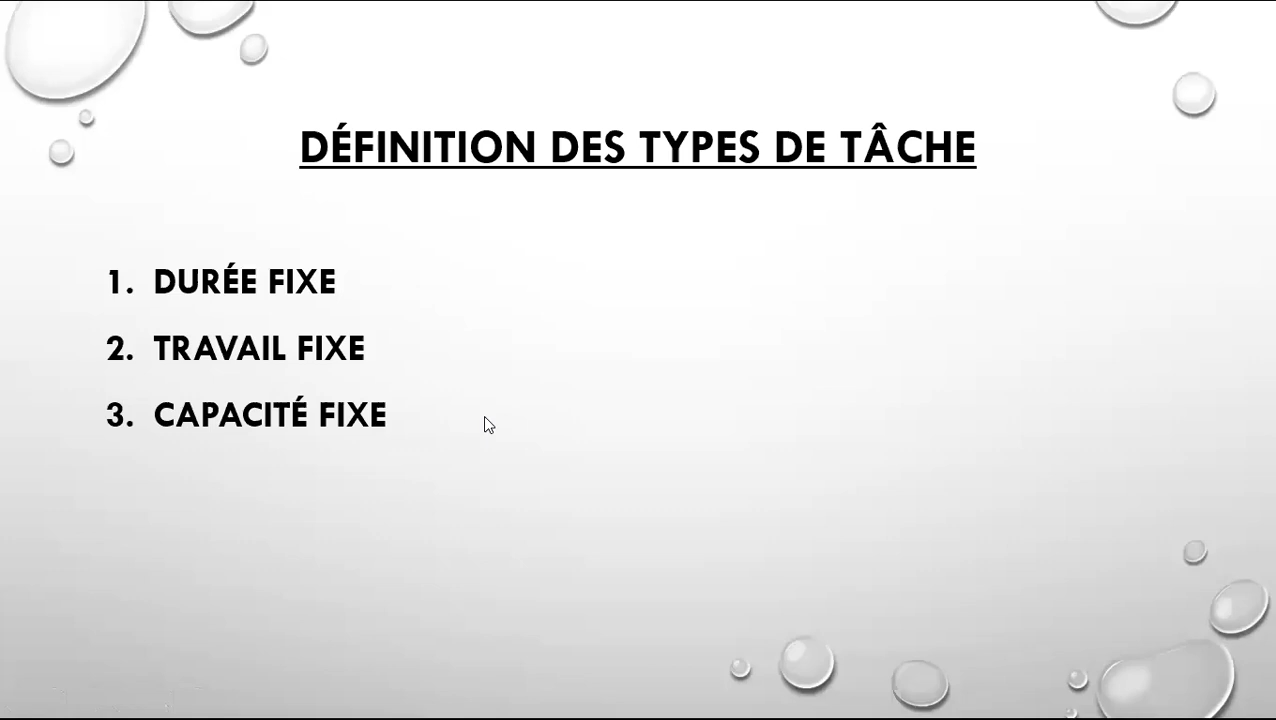 DÉFINITION DES TYPES DE TÂCHE
1. DURÉE FIXE
2. TRAVAIL FIXE
3. CAPACITÉ FIXE